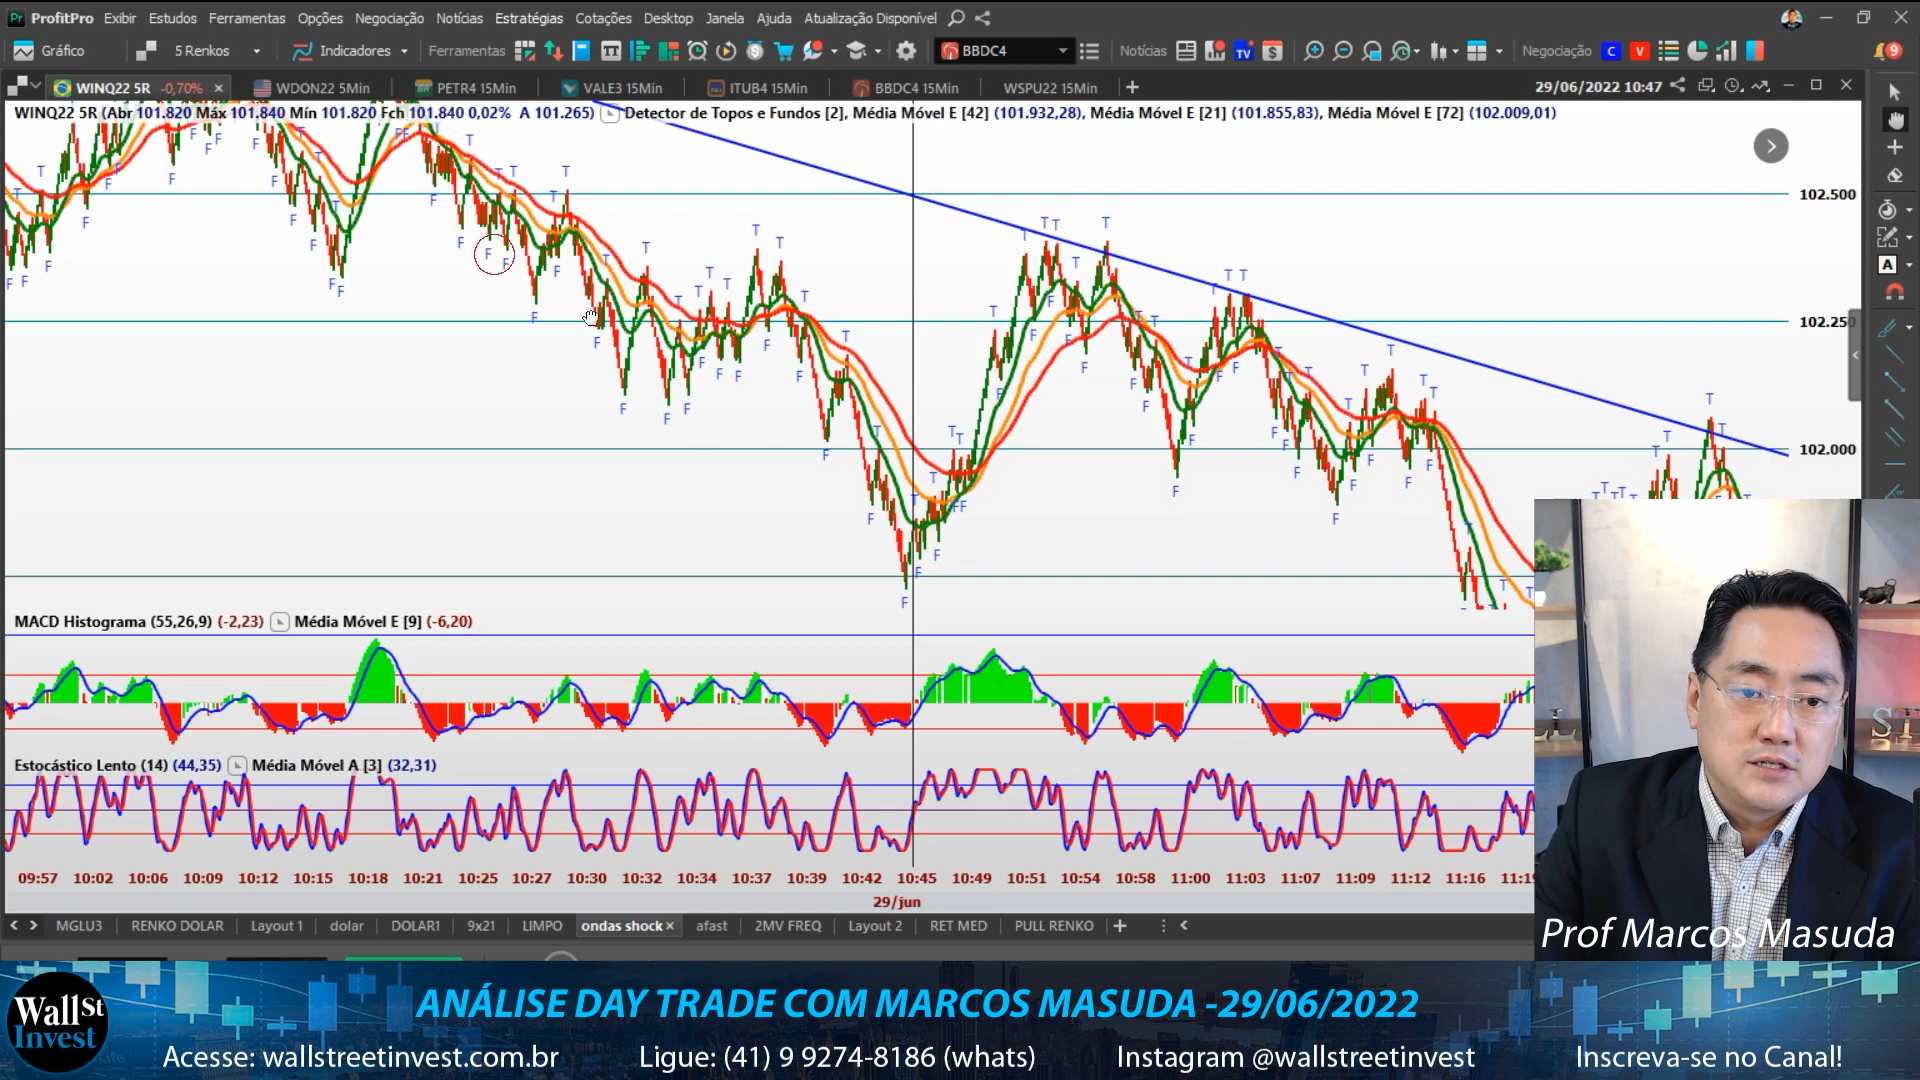 ProfitPro Exibir Estudos Ferramentas Opções Negociação Notícias Estratégias Cotações Desktop Janela Ajuda Atualização Disponível
Gráfico 5 Renkos Indicadores Ferramentas BBDC4 Notícias Negociação C V 9
WINQ22 5R -0,70% WDON22 5Min PETR4 15Min VALE3 15Min ITUB4 15Min BBDC4 15Min WSPU22 15Min 29/06/2022 10:47
WINQ22 5R (Abr 101.820 Máx 101.840 Mín 101.820 Fch 101.840 0,02% A 101.265) Detector de Topos e Fundos [2], Média Móvel E [42] (101.932,28), Média Móvel E [21] (101.855,83), Média Móvel E [72] (102.009,01)
102.500
102.250
102.000
MACD Histograma (55,26,9) (-2,23) Média Móvel E [9] (-6,20)
Estocástico Lento (14) (44,35) Média Móvel A [3] (32,31)
09:57 10:02 10:06 10:09 10:12 10:15 10:18 10:21 10:25 10:27 10:30 10:32 10:34 10:37 10:39 10:42 10:45 10:49 10:51 10:54 10:58 11:00 11:03 11:07 11:09 11:12 11:16 11:19
29/jun
MGLU3 RENKO DOLAR Layout 1 dolar DOLAR1 9x21 LIMPO ondas shock afast 2MV FREQ Layout 2 RET MED PULL RENKO
Prof Marcos Masuda
Wall St Invest
ANÁLISE DAY TRADE COM MARCOS MASUDA -29/06/2022
Acesse: wallstreetinvest.com.br Ligue: (41) 9 9274-8186 (whats) Instagram @wallstreetinvest Inscreva-se no Canal!